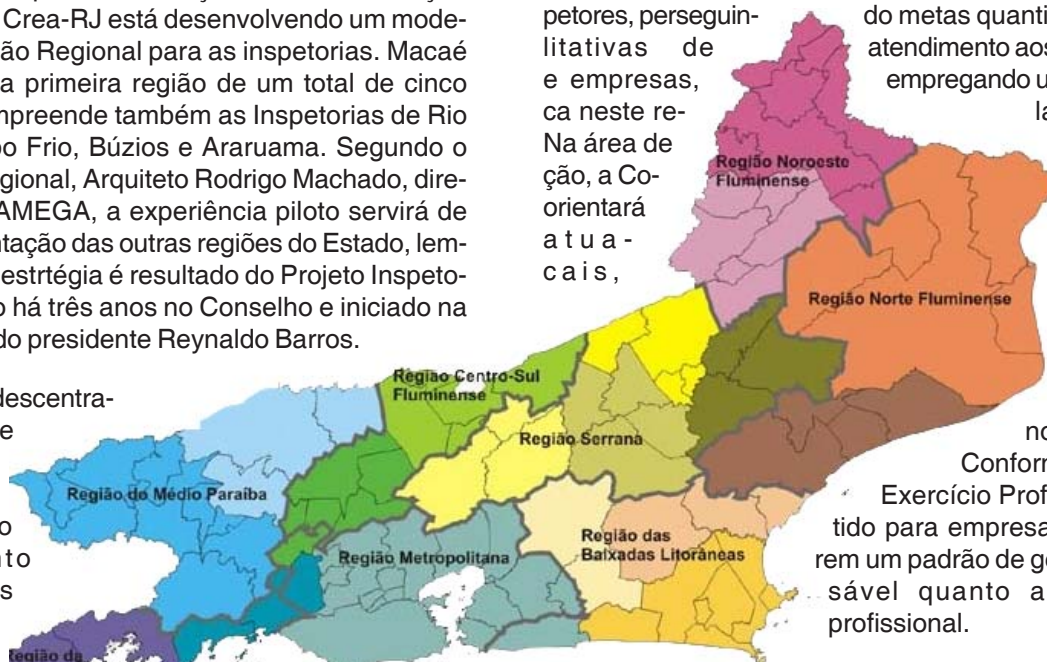 Crea-RJ está desenvolvendo um mode-
ão Regional para as inspetorias. Macaé
a primeira região de um total de cinco
mpreende também as Inspetorias de Rio
bo Frio, Búzios e Araruama. Segundo o
gional, Arquiteto Rodrigo Machado, dire-
AMEGA, a experiência piloto servirá de
ntação das outras regiões do Estado, lem-
estrtégia é resultado do Projeto Inspeto-
o há três anos no Conselho e iniciado na
do presidente Reynaldo Barros.
descentra-
e
o
nto
s
petores, perseguin-
litativas de
e empresas,
ca neste re-
Na área de
ção, a Co-
orientará
atua-
cais,
do metas quanti
atendimento aos
empregando u
la
no
Conform
Exercício Prof
tido para empresa
rem um padrão de ge
sável quanto a
profissional.
Região Noroeste
Fluminense
Região Norte Fluminense
Região Centro-Sul
Fluminense
Região Serrana
Região do Médio Paraíba
Região Metropolitana
Região das
Baixadas Litorâneas
Região da